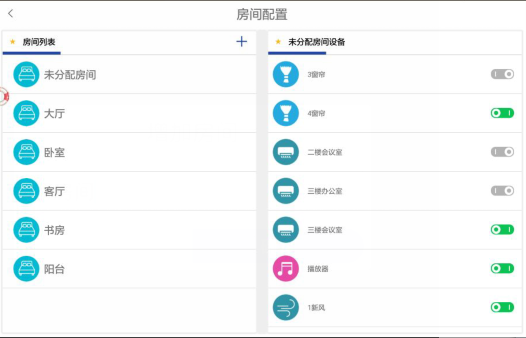 房间配置
房间列表
未分配房间
大厅
卧室
客厅
书房
阳台
未分配房间设备
3窗帘
4窗帘
二楼会议室
三楼办公室
三楼会议室
播放器
1新风